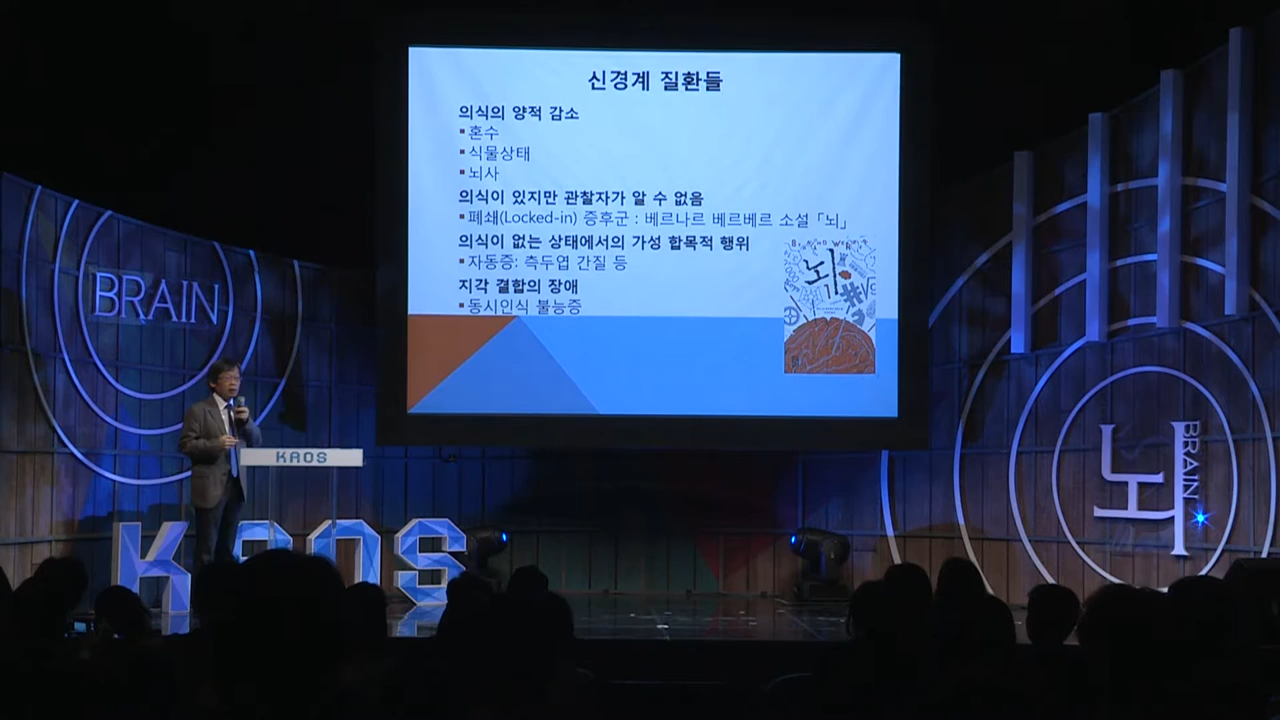 신경계 질환들
의식의 양적 감소
▪혼수
▪식물상태
▪뇌사
의식이 있지만 관찰자가 알 수 없음
▪폐쇄(Locked-in) 증후군 : 베르나르 베르베르 소설「뇌」
의식이 없는 상태에서의 가성 합목적 행위
▪자동증: 측두엽 간질 등
지각 결합의 장애
▪동시인식 불능증
뇌
BRAIN
KAOS
KAOS
뇌
BRAIN